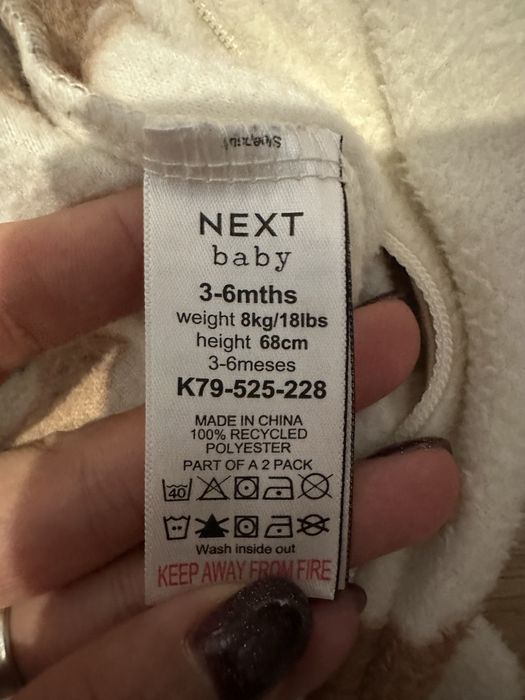 NEXT
baby
3-6mths
weight 8kg/18lbs
height 68cm
3-6meses
K79-525-228
MADE IN CHINA
100% RECYCLED
POLYESTER
PART OF A 2 PACK
40
Wash inside out
KEEP AWAY FROM FIRE